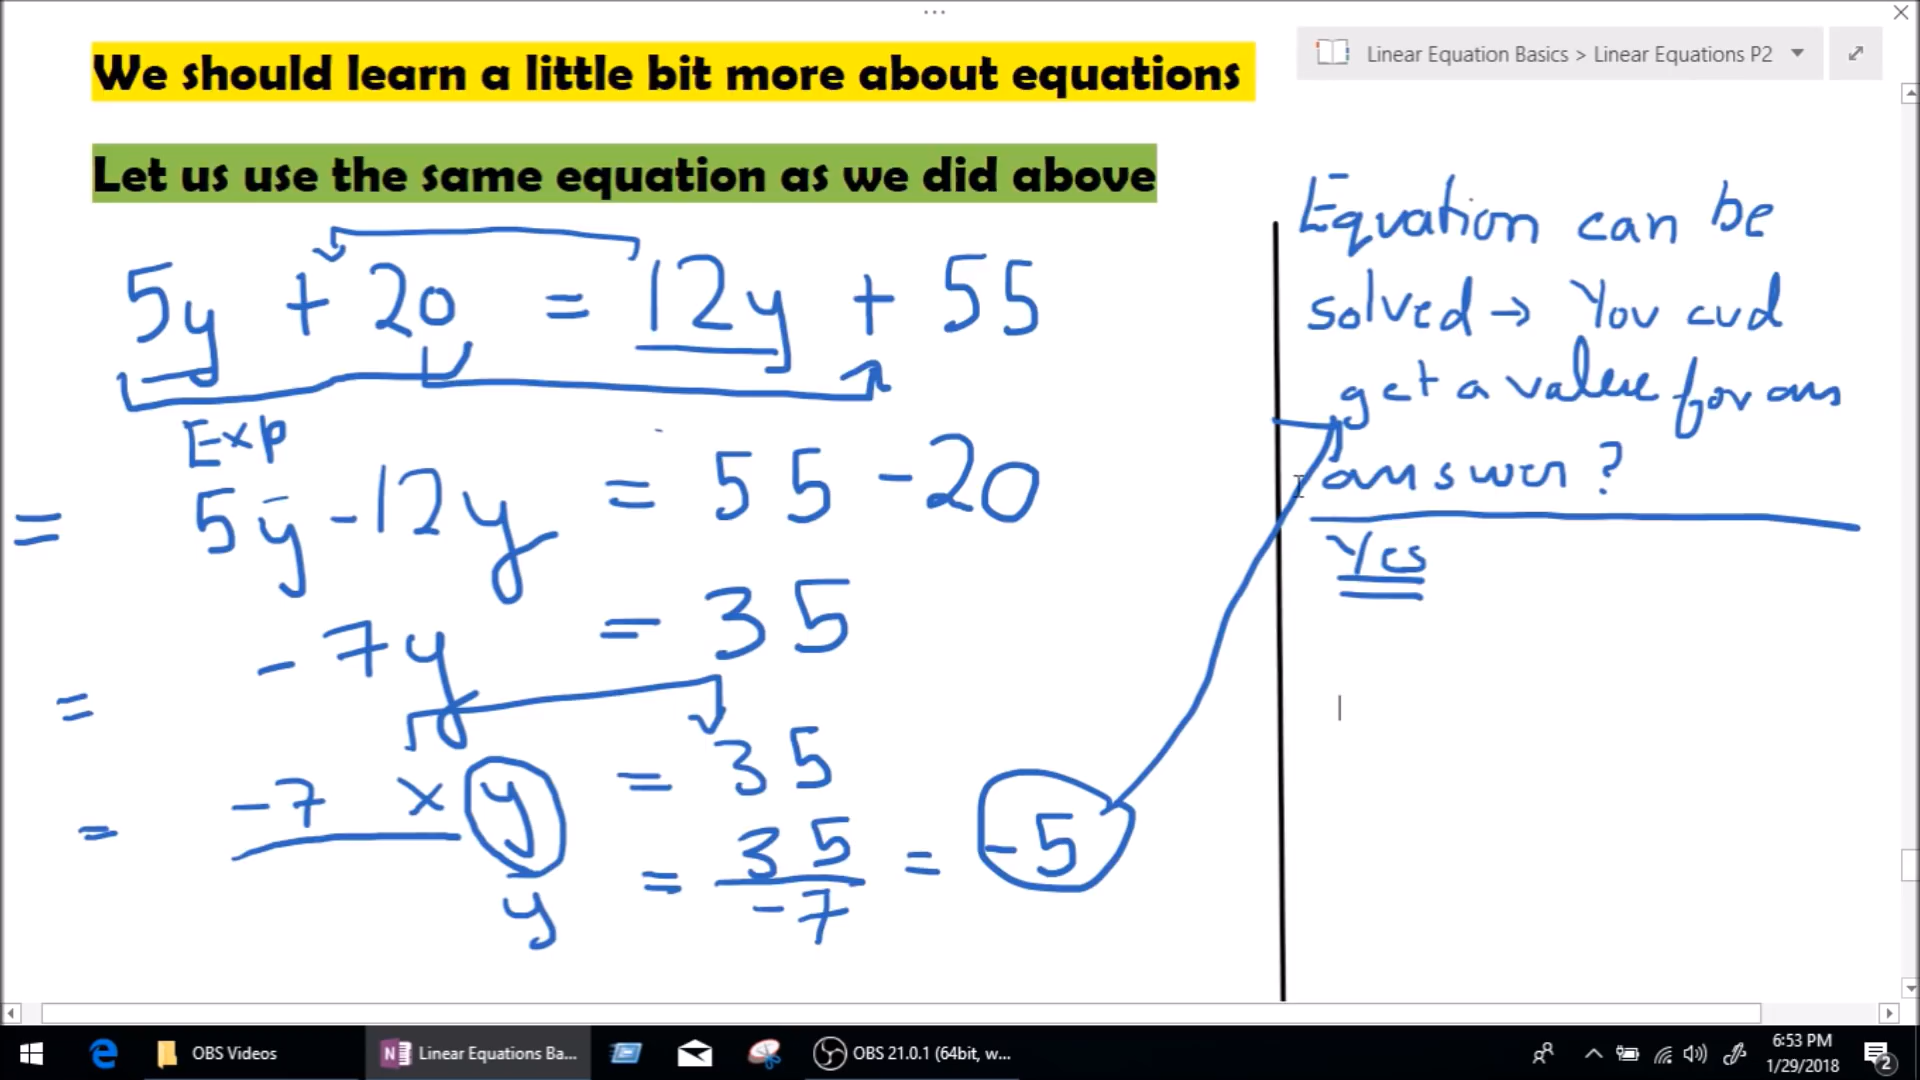 We should learn a little bit more about equations
Linear Equation Basics > Linear Equations P2
Let us use the same equation as we did above
5y + 20 = 12y + 55
Exp
= 5y - 12y = 55 - 20
- 7y = 35
=
= -7 x y = 35
y = 35 / -7 = -5
Equation can be
solved → You cud
get a value for an
answer ?
Yes
OBS Videos
Linear Equations Ba...
OBS 21.0.1 (64bit, w...
6:53 PM
1/29/2018
2